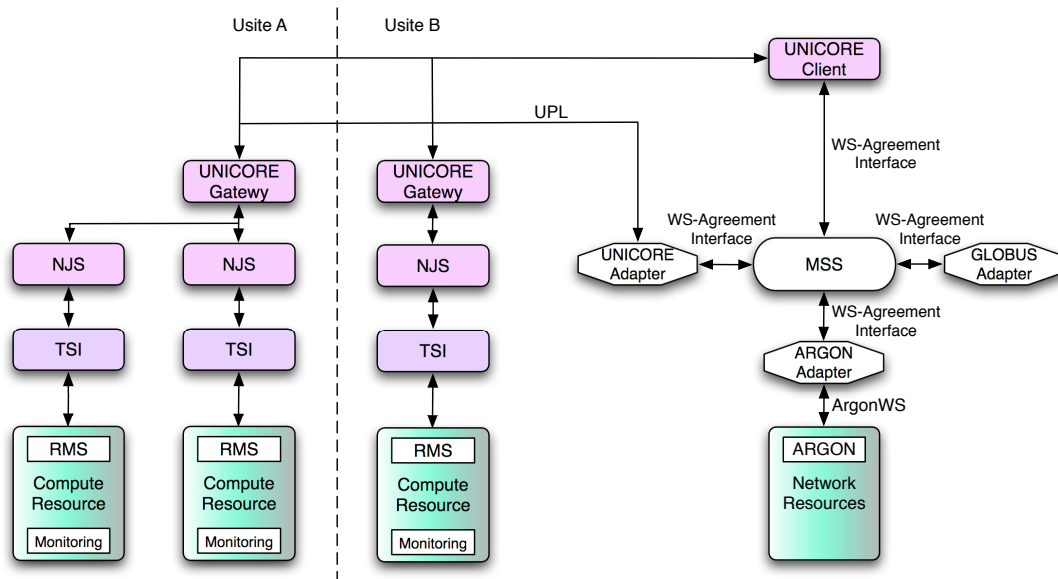 Usite A
Usite B
UNICORE
Client
UPL
WS-Agreement
Interface
UNICORE
Gatewy
UNICORE
Gatewy
WS-Agreement
Interface
WS-Agreement
Interface
NJS
NJS
NJS
UNICORE
Adapter
MSS
GLOBUS
Adapter
WS-Agreement
Interface
TSI
TSI
TSI
ARGON
Adapter
ArgonWS
RMS
Compute
Resource
Monitoring
RMS
Compute
Resource
Monitoring
RMS
Compute
Resource
Monitoring
ARGON
Network
Resources